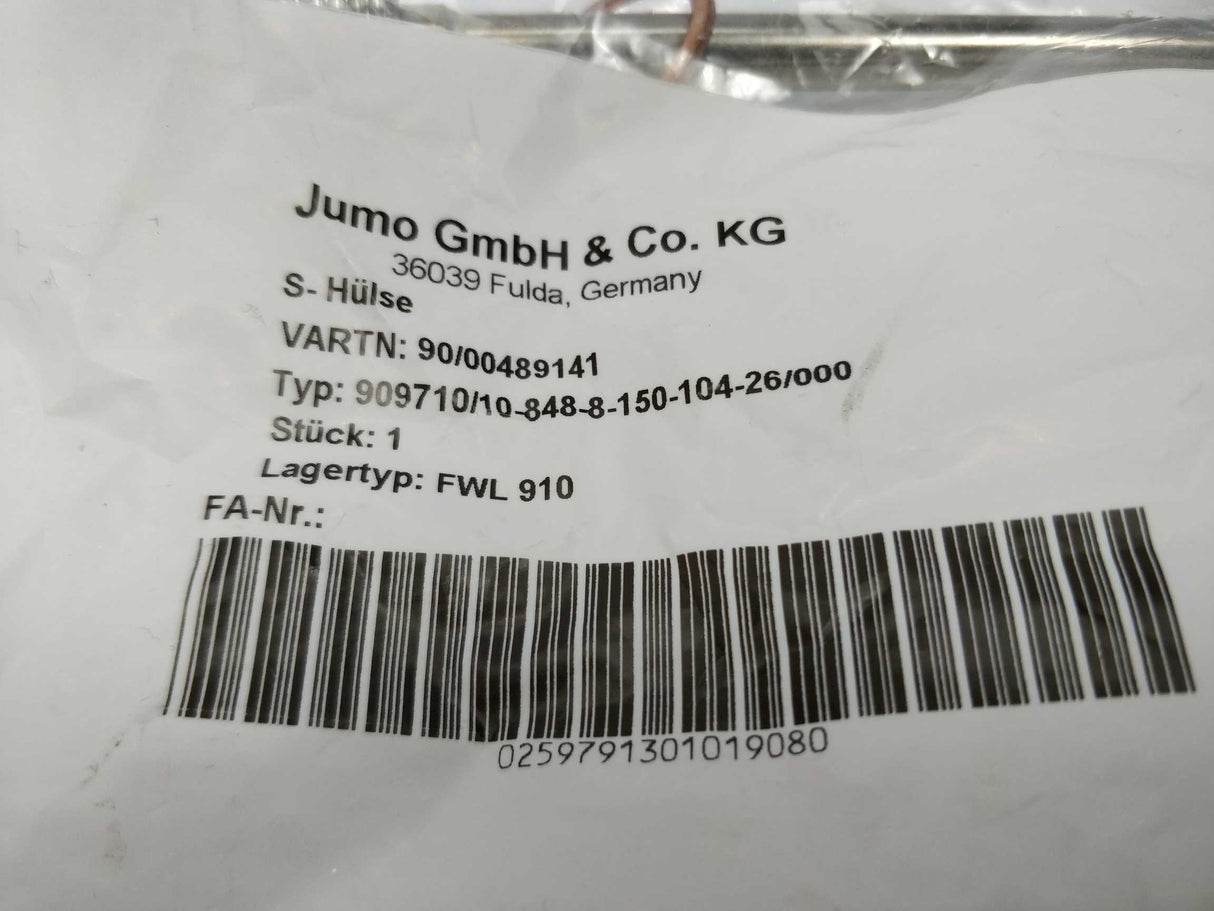 Jumo GmbH & Co. KG
36039 Fulda, Germany
S- Hülse
VARTN: 90/00489141
Typ: 909710/10-848-8-150-104-26/000
Stück: 1
Lagertyp: FWL 910
FA-Nr.:
0259791301019080